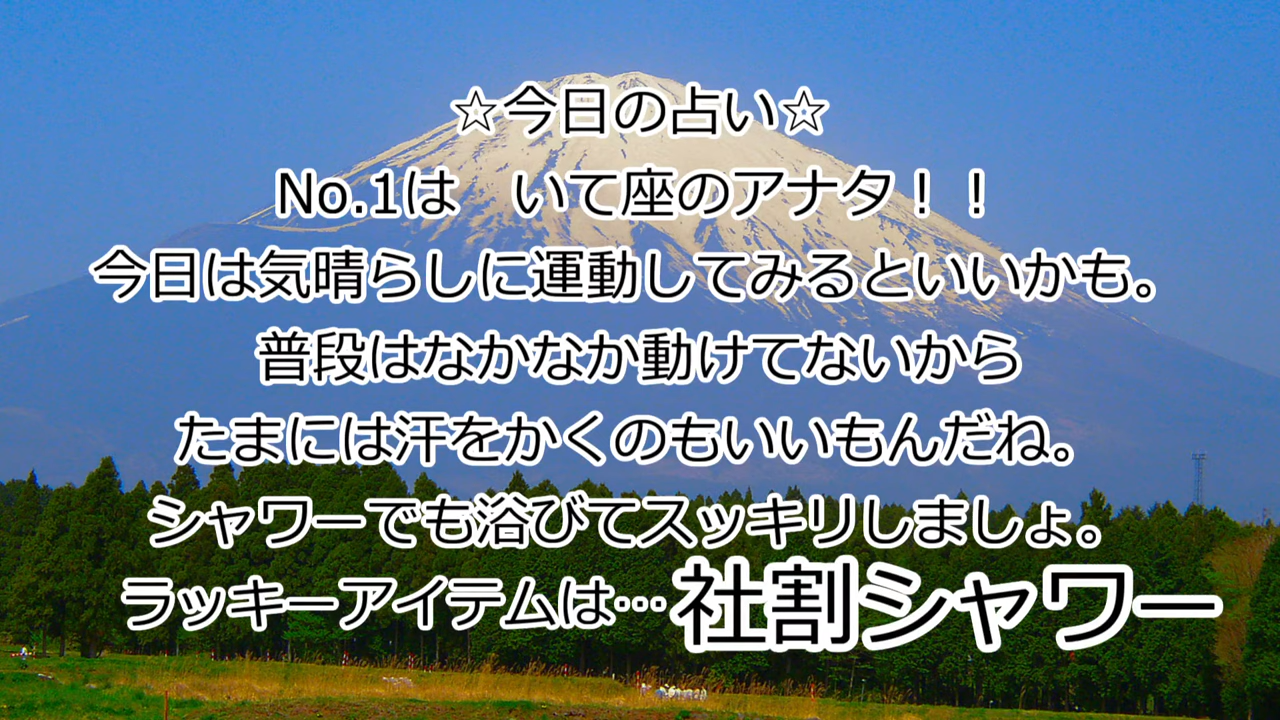 ☆今日の占い☆
No.1は　いて座のアナタ！！
今日は気晴らしに運動してみるといいかも。
普段はなかなか動けてないから
たまには汗をかくのもいいもんだね。
シャワーでも浴びてスッキリしましょ。
ラッキーアイテムは…社割シャワー